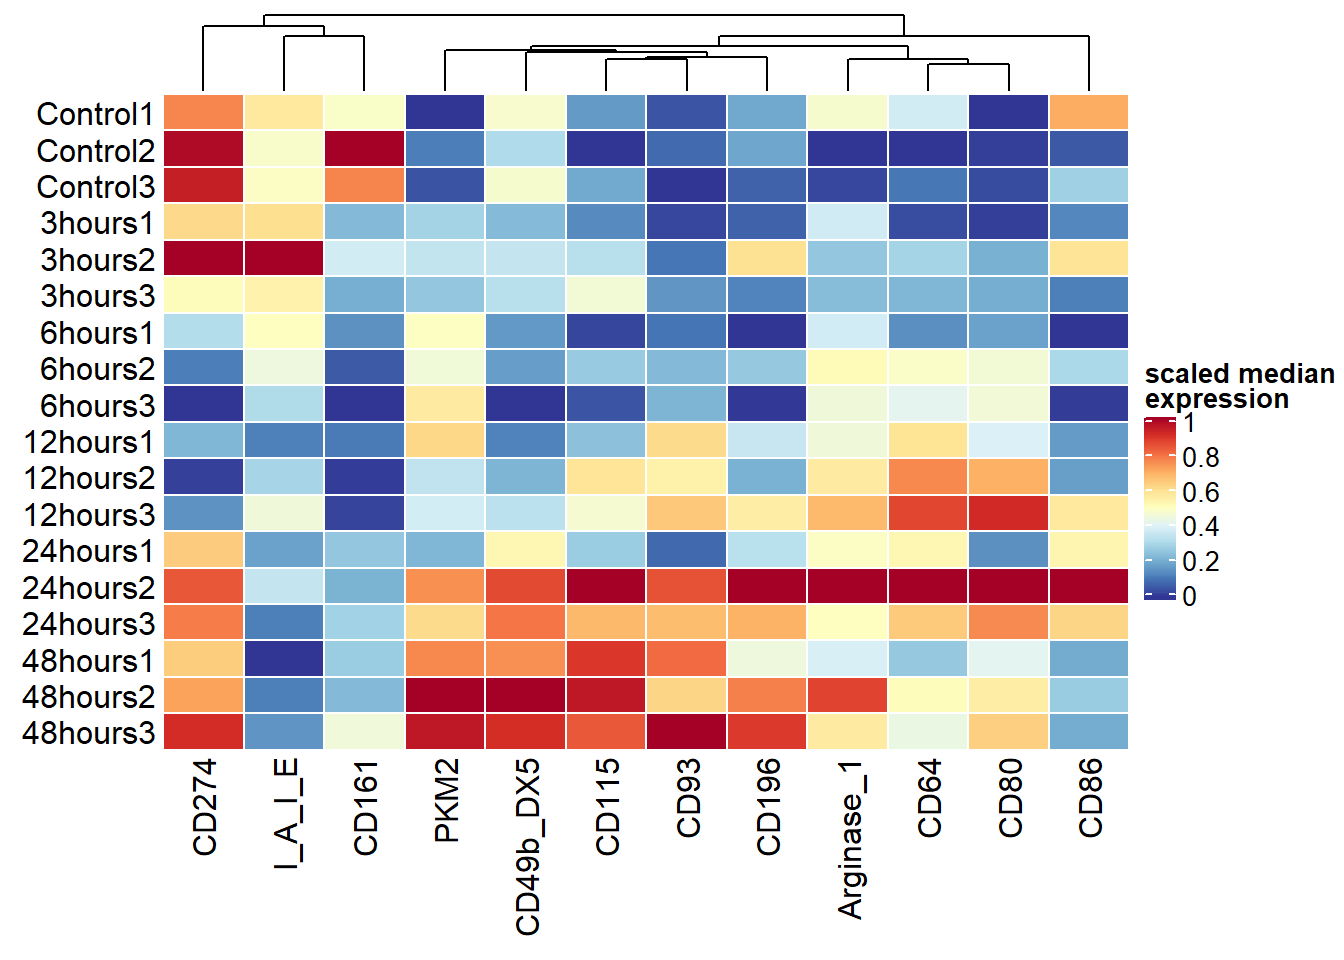 Control1
Control2
Control3
3hours1
3hours2
3hours3
6hours1
6hours2
6hours3
12hours1
12hours2
12hours3
24hours1
24hours2
24hours3
48hours1
48hours2
48hours3
CD274
I_A_I_E
CD161
PKM2
CD49b_DX5
CD115
CD93
CD196
Arginase_1
CD64
CD80
CD86
scaled median
expression
1
0.8
0.6
0.4
0.2
0